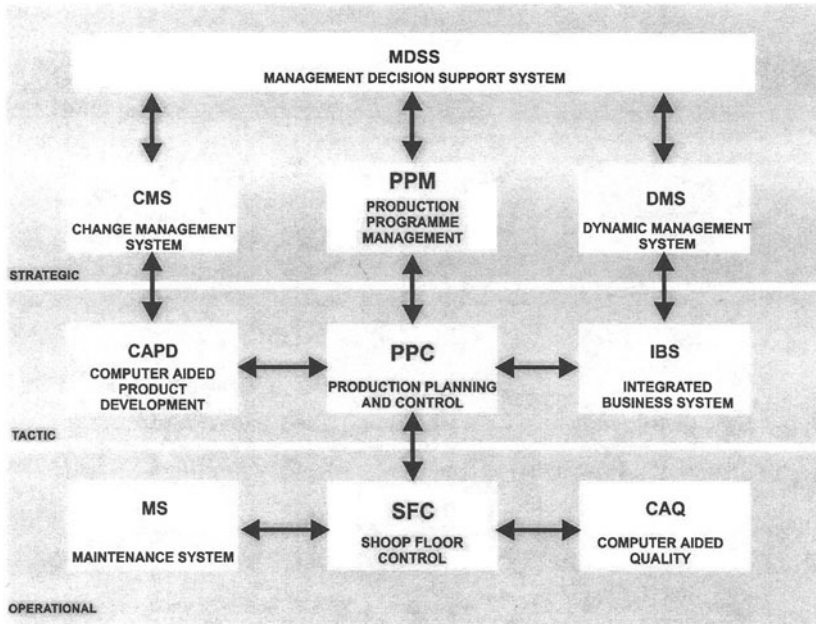 MDSS
MANAGEMENT DECISION SUPPORT SYSTEM
CMS
CHANGE MANAGEMENT
SYSTEM
PPM
PRODUCTION
PROGRAMME
MANAGEMENT
DMS
DYNAMIC MANAGEMENT
SYSTEM
STRATEGIC
CAPD
COMPUTER AIDED
PRODUCT
DEVELOPMENT
PPC
PRODUCTION PLANNING
AND CONTROL
IBS
INTEGRATED
BUSINESS SYSTEM
TACTIC
MS
MAINTENANCE SYSTEM
SFC
SHOOP FLOOR
CONTROL
CAQ
COMPUTER AIDED
QUALITY
OPERATIONAL